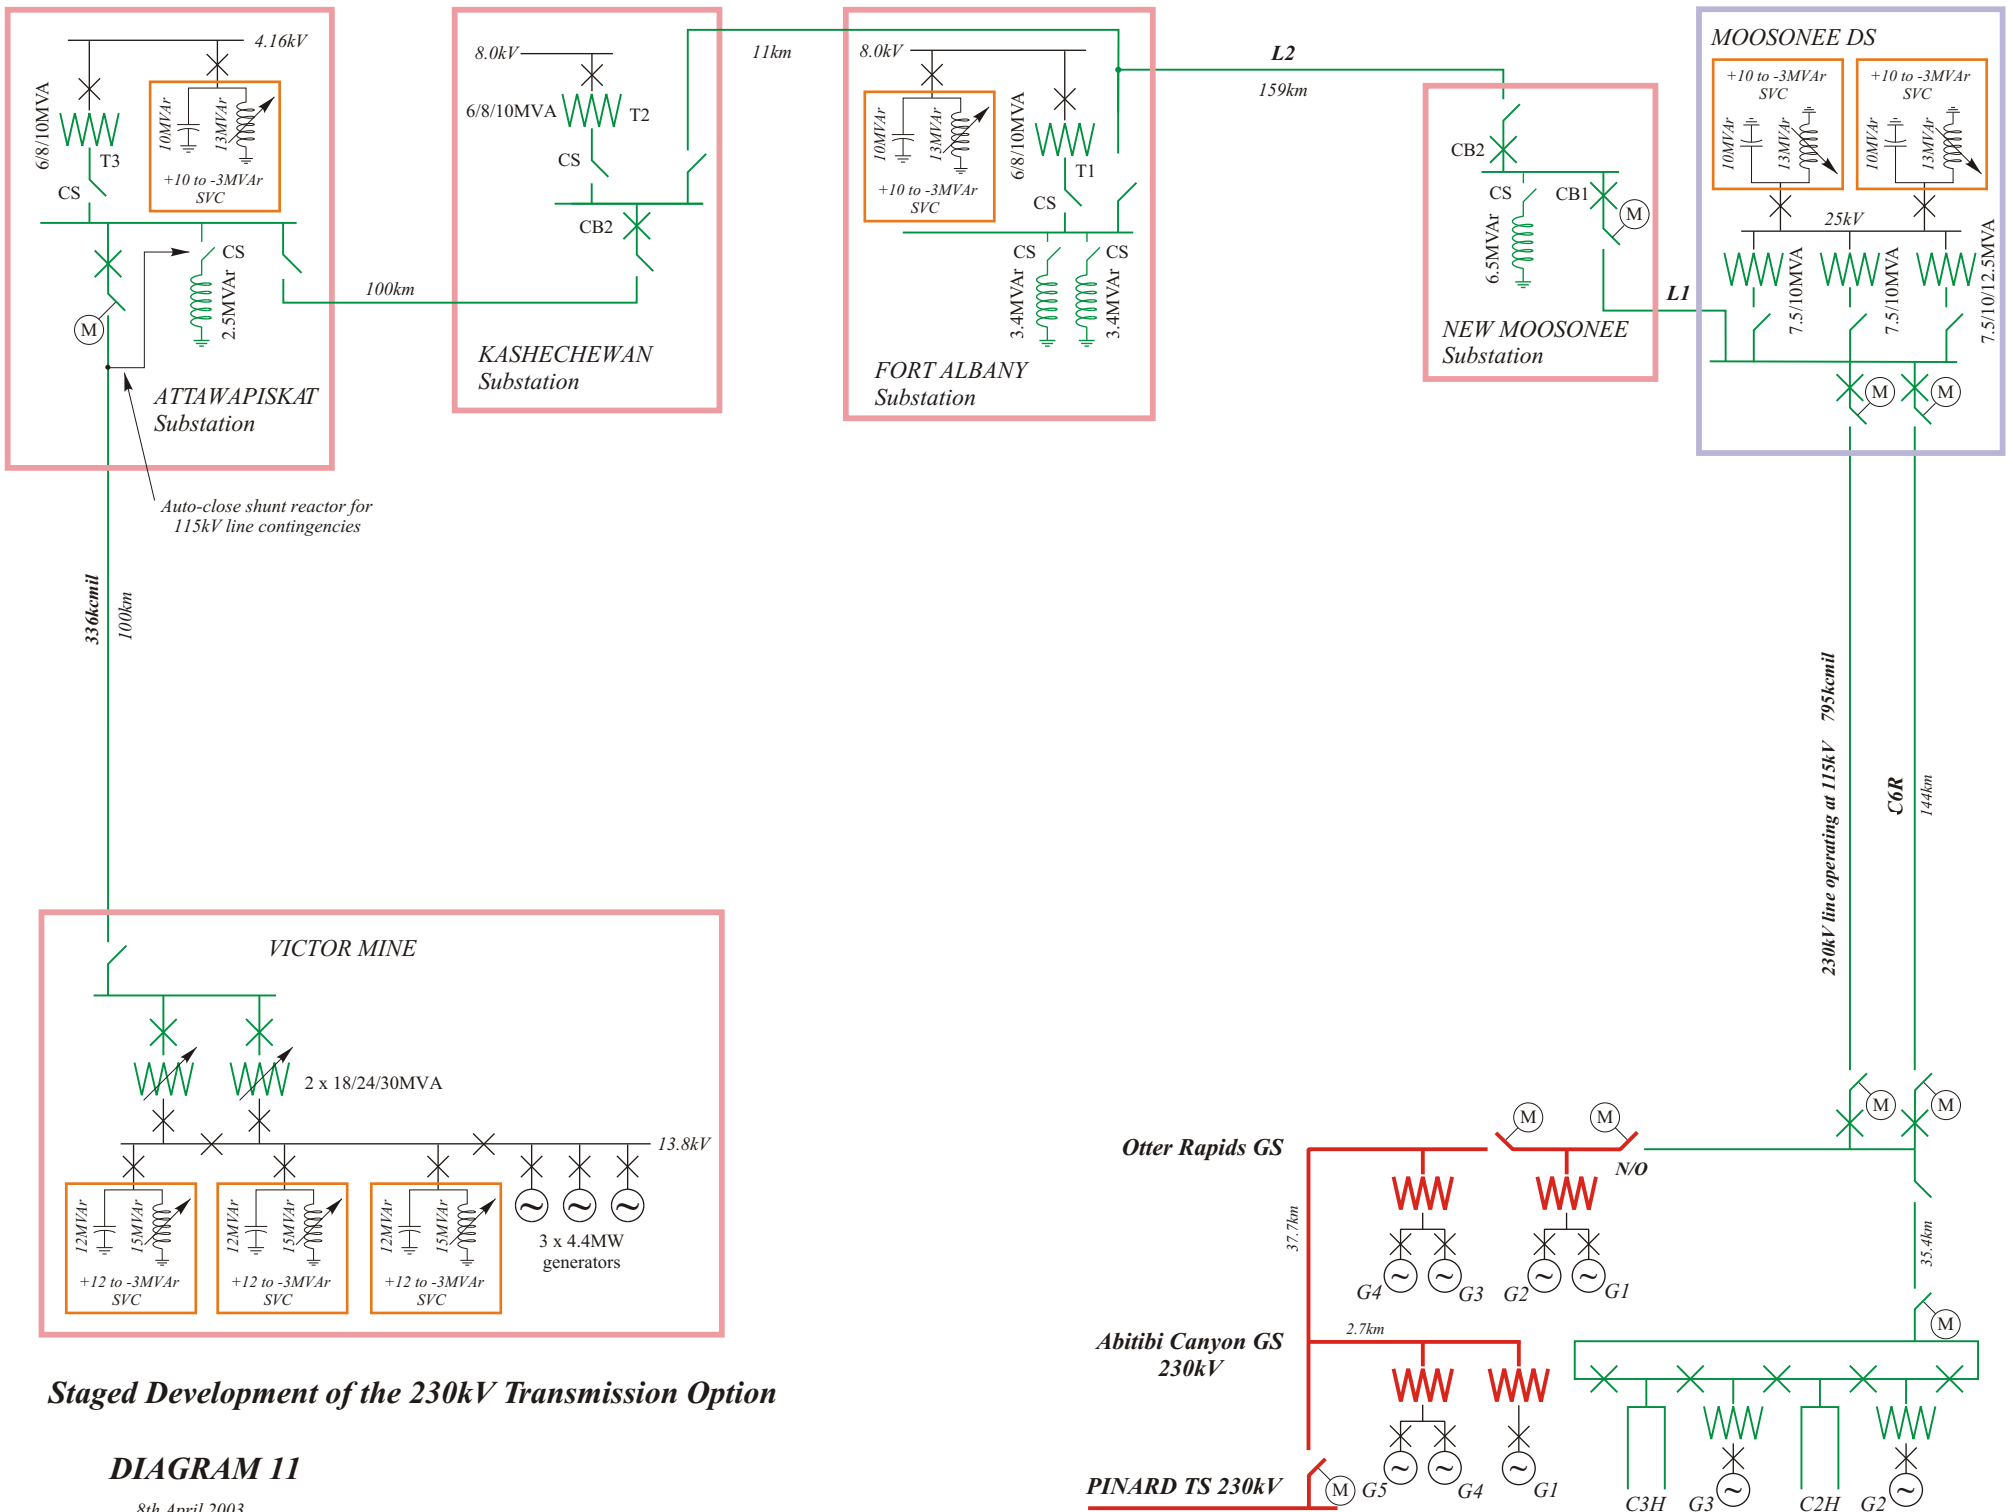 4.16kV
6/8/10MVA
T3
CS
10MVAr
13MVAr
+10 to -3MVAr
SVC
CS
2.5MVAr
M
ATTAWAPISKAT
Substation
Auto-close shunt reactor for
115kV line contingencies
100km
8.0kV
6/8/10MVA
T2
CS
CB2
KASHECHEWAN
Substation
11km
8.0kV
10MVAr
13MVAr
+10 to -3MVAr
SVC
6/8/10MVA
T1
CS
CS
CS
3.4MVAr
3.4MVAr
FORT ALBANY
Substation
L2
159km
CB2
CS
CB1
M
6.5MVAr
NEW MOOSONEE
Substation
L1
MOOSONEE DS
+10 to -3MVAr
SVC
10MVAr
13MVAr
+10 to -3MVAr
SVC
10MVAr
13MVAr
25kV
7.5/10MVA
7.5/10MVA
7.5/10/12.5MVA
M
M
336kcmil
100km
230kV line operating at 115kV 795kcmil
C6R
144km
VICTOR MINE
2 x 18/24/30MVA
13.8kV
12MVAr
15MVAr
+12 to -3MVAr
SVC
12MVAr
15MVAr
+12 to -3MVAr
SVC
12MVAr
15MVAr
+12 to -3MVAr
SVC
3 x 4.4MW
generators
M
M
Otter Rapids GS
M
M
N/O
37.7km
G4
G3
G2
G1
35.4km
M
Abitibi Canyon GS
230kV
2.7km
G5
G4
G1
PINARD TS 230kV
M
C3H
G3
C2H
G2
Staged Development of the 230kV Transmission Option
DIAGRAM 11
8th April 2003